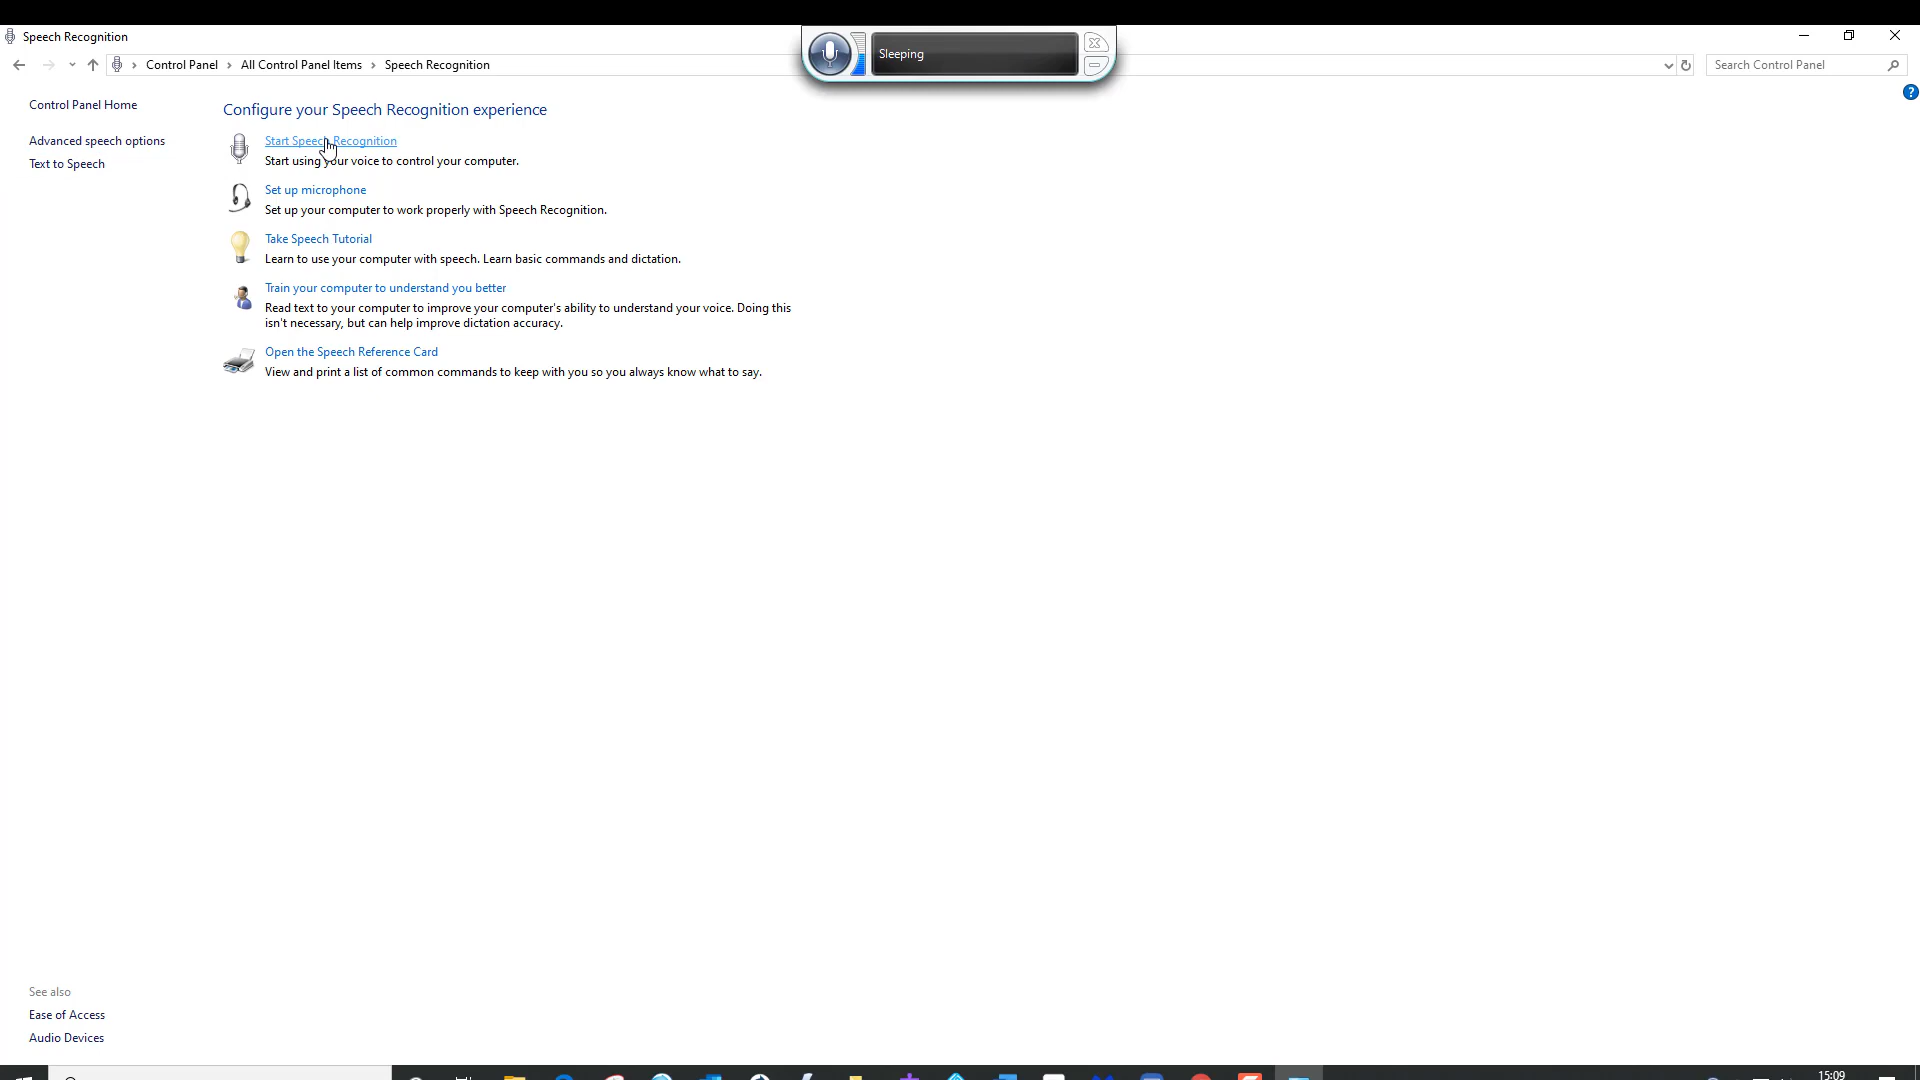 Speech Recognition
Sleeping
Control Panel > All Control Panel Items > Speech Recognition
Search Control Panel
?
Control Panel Home
Advanced speech options
Text to Speech
Configure your Speech Recognition experience
Start Speech Recognition
Start using your voice to control your computer.
Set up microphone
Set up your computer to work properly with Speech Recognition.
Take Speech Tutorial
Learn to use your computer with speech. Learn basic commands and dictation.
Train your computer to understand you better
Read text to your computer to improve your computer's ability to understand your voice. Doing this
isn't necessary, but can help improve dictation accuracy.
Open the Speech Reference Card
View and print a list of common commands to keep with you so you always know what to say.
See also
Ease of Access
Audio Devices
15:09